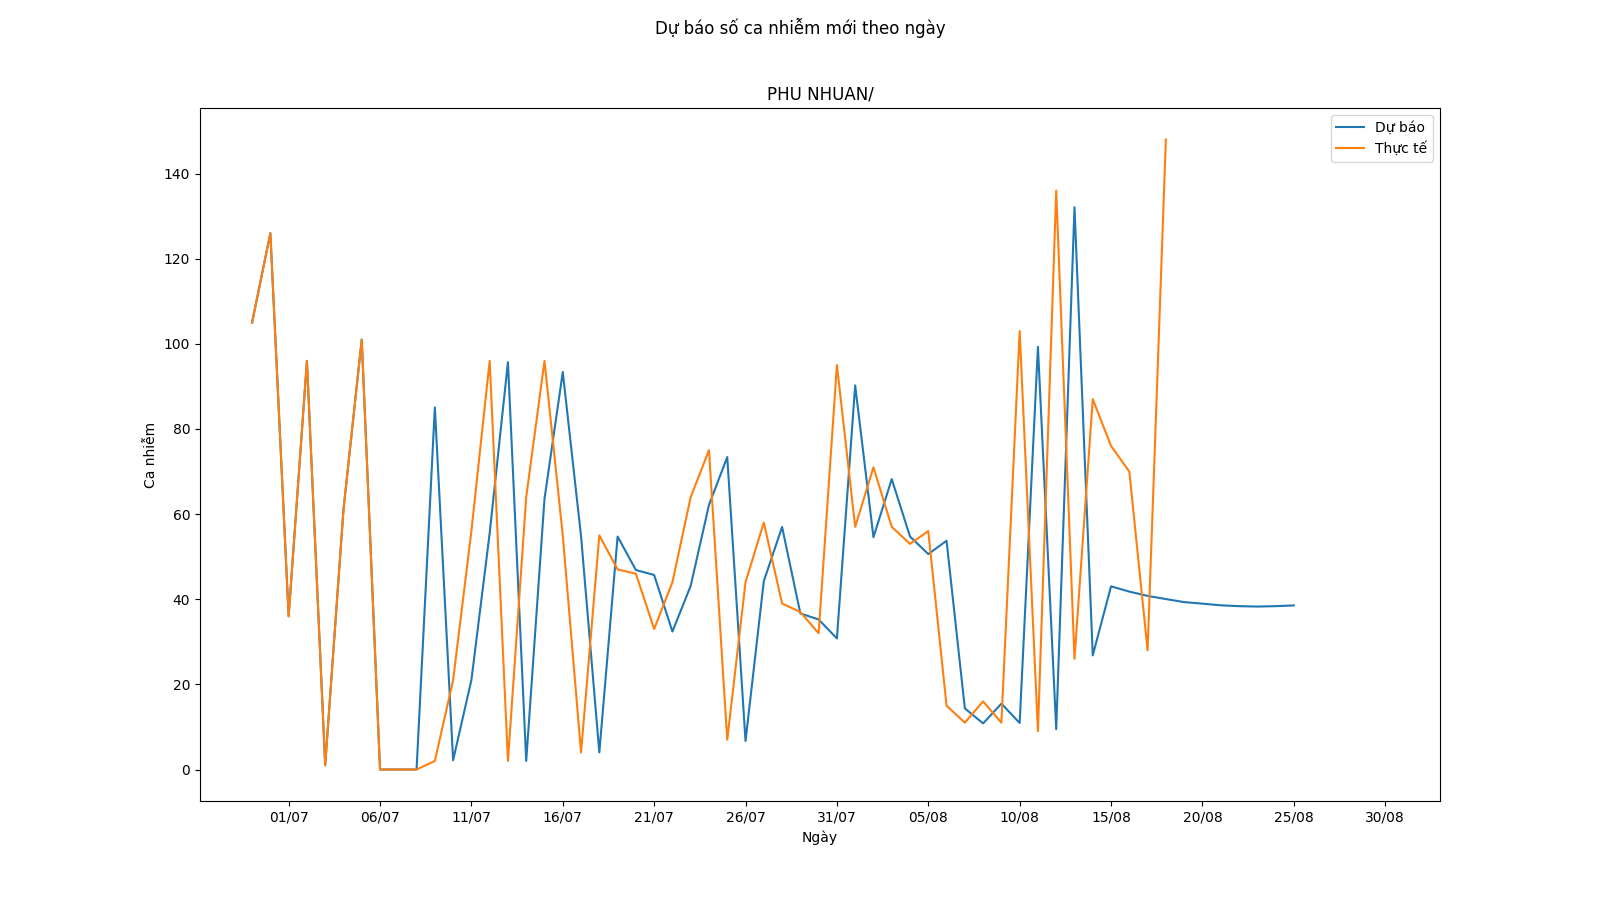 Dự báo số ca nhiễm mới theo ngày
PHU NHUAN/
Dự báo
Thực tế
Ca nhiễm
140
120
100
80
60
40
20
0
01/07 06/07 11/07 16/07 21/07 26/07 31/07 05/08 10/08 15/08 20/08 25/08 30/08
Ngày